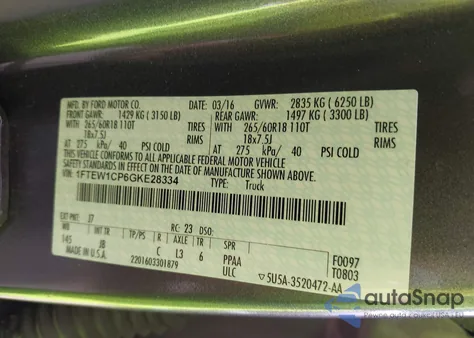 MFD. BY FORD MOTOR CO. DATE: 03/16 GVWR: 2835 KG ( 6250 LB)
FRONT GAWR: 1429 KG ( 3150 LB) REAR GAWR: 1497 KG ( 3300 LB)
WITH 265/60R18 110T TIRES WITH 265/60R18 110T TIRES
18x7.5J RIMS 18x7.5J RIMS
AT 275 kPa/ 40 PSI COLD AT 275 kPa/ 40 PSI COLD
THIS VEHICLE CONFORMS TO ALL APPLICABLE FEDERAL MOTOR VEHICLE
SAFETY STANDARDS IN EFFECT ON THE DATE OF MANUFACTURE SHOWN ABOVE.
VIN: 1FTEW1CP6GKE28334
TYPE: Truck
EXT PNT: J7 RC: 23 DSO:
WB TP/PS R AXLE TR SPR
145 JB C L3 6 PPAA F0097
MADE IN U.S.A. ULC T0803
2201603301879 5U5A-3520472-AA
autoSnap